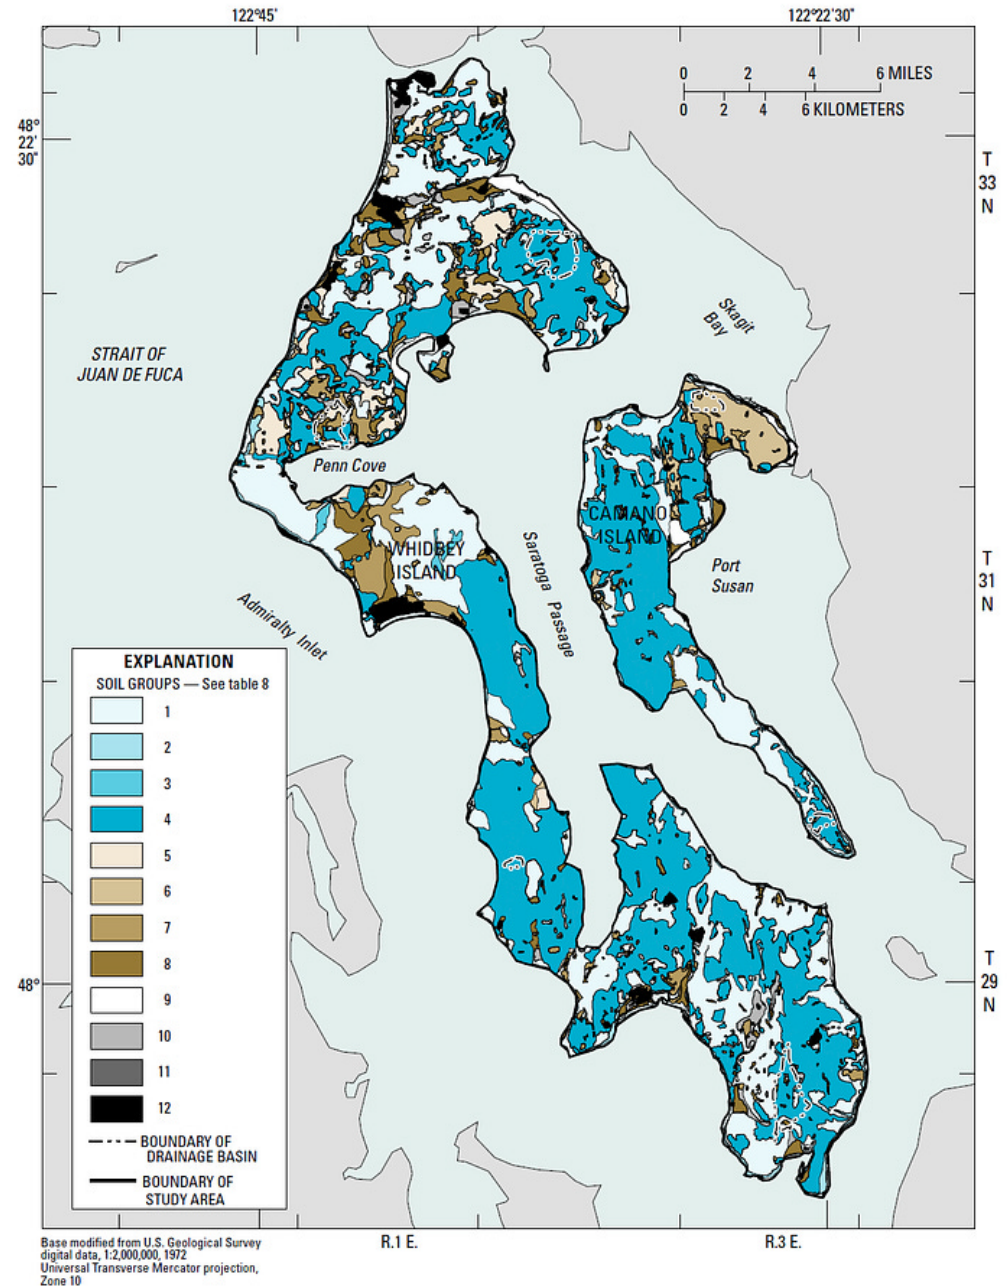 122°45'
122°22'30"
0 2 4 6 MILES
0 2 4 6 KILOMETERS
48°
22'
30"
T
33
N
STRAIT OF
JUAN DE FUCA
Skagit
Bay
Penn Cove
CAMANO
ISLAND
WHIDBEY
ISLAND
Saratoga Passage
Port
Susan
T
31
N
Admiralty Inlet
EXPLANATION
SOIL GROUPS — See table 8
1
2
3
4
5
6
7
8
9
10
11
12
BOUNDARY OF
DRAINAGE BASIN
BOUNDARY OF
STUDY AREA
48°
T
29
N
R.1 E.
R.3 E.
Base modified from U.S. Geological Survey
digital data, 1:2,000,000, 1972
Universal Transverse Mercator projection,
Zone 10